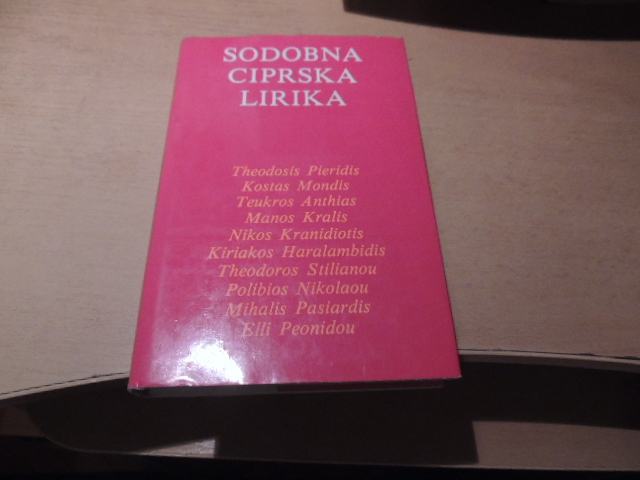 SODOBNA
CIPRSKA
LIRIKA
Theodosis Pieridis
Kostas Mondis
Teukros Anthias
Manos Kralis
Nikos Kranidiotis
Kiriakos Haralambidis
Theodoros Stilianou
Polibios Nikolaou
Mihalis Pasiardis
Elli Peonidou